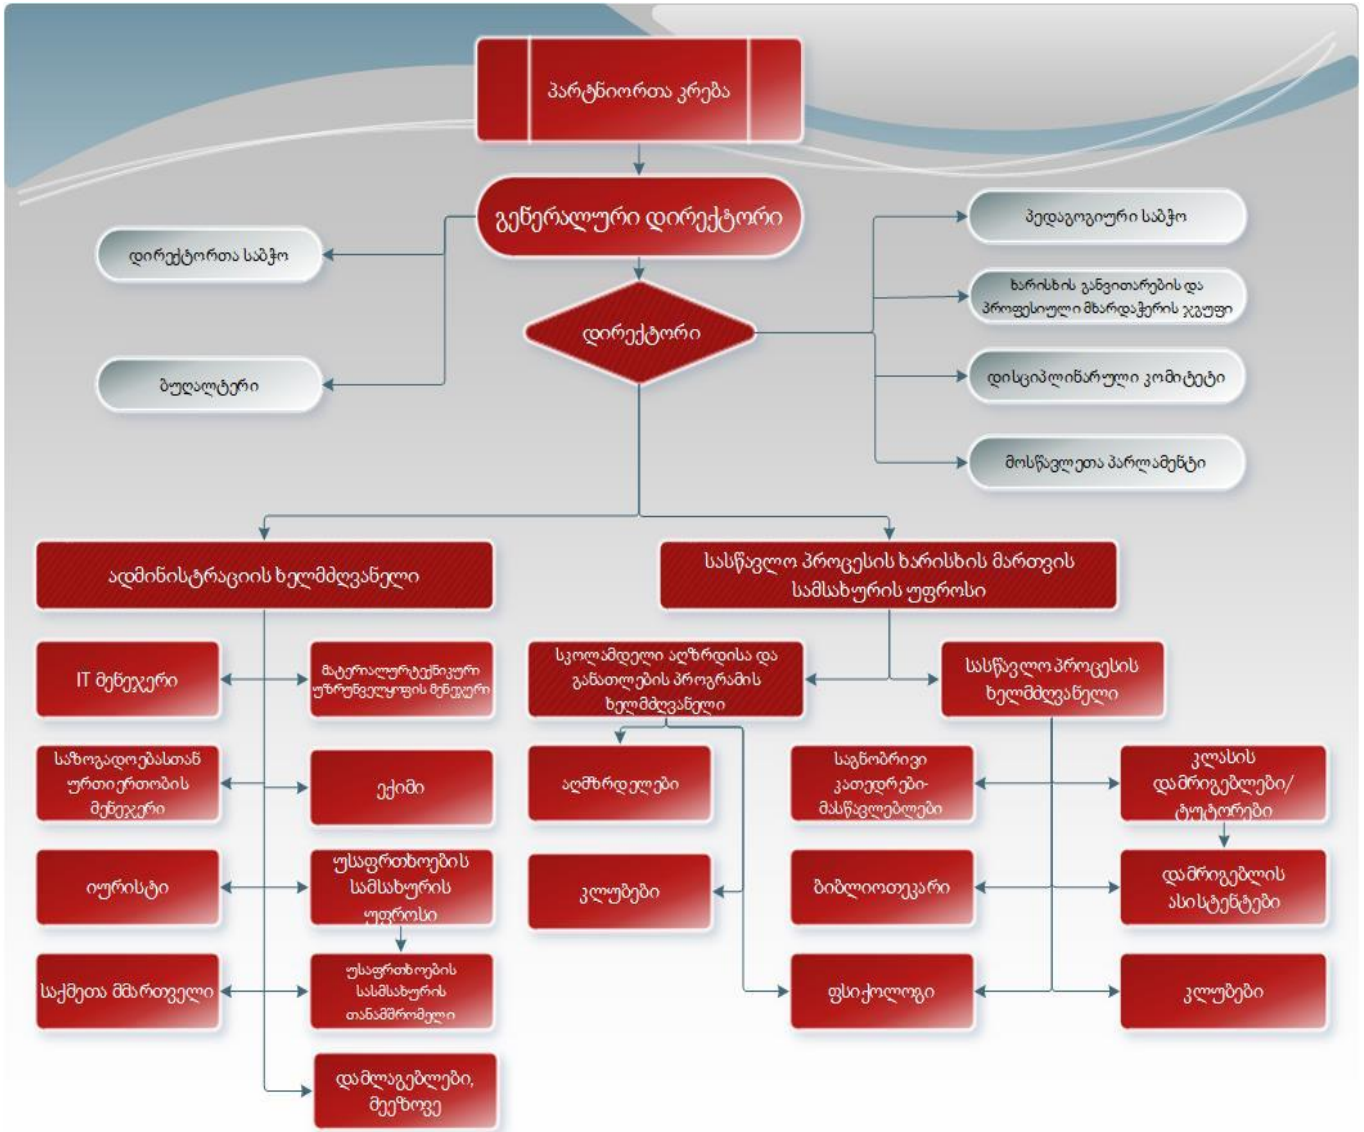 პარტნიორთა კრება
გენერალური დირექტორი
დირექტორთა საბჭო
ბუღალტერი
დირექტორი
პედაგოგიური საბჭო
ხარისხის განვითარების და
პროფესიული მხარდაჭერის ჯგუფი
დისციპლინარული კომიტეტი
მოსწავლეთა პარლამენტი
ადმინისტრაციის ხელმძღვანელი
სასწავლო პროცესის ხარისხის მართვის
სამსახურის უფროსი
IT მენეჯერი
მატერიალურტექნიკური
უზრუნველყოფის მენეჯერი
საზოგადოებასთან
ურთიერთობის
მენეჯერი
ექიმი
იურისტი
უსაფრთხოების
სამსახურის
უფროსი
საქმეთა მმართველი
უსაფრთხოების
სასმსახურის
თანამშრომელი
დამლაგებლები,
მეეზოვე
სკოლამდელი აღზრდისა და
განათლების პროგრამის
ხელმძღვანელი
სასწავლო პროცესის
ხელმძღვანელი
აღმზრდელები
კლუბები
საგნობრივი
კათედრები-
მასწავლებლები
კლასის
დამრიგებლები/
ტუტორები
ბიბლიოთეკარი
დამრიგებლის
ასისტენტები
ფსიქოლოგი
კლუბები